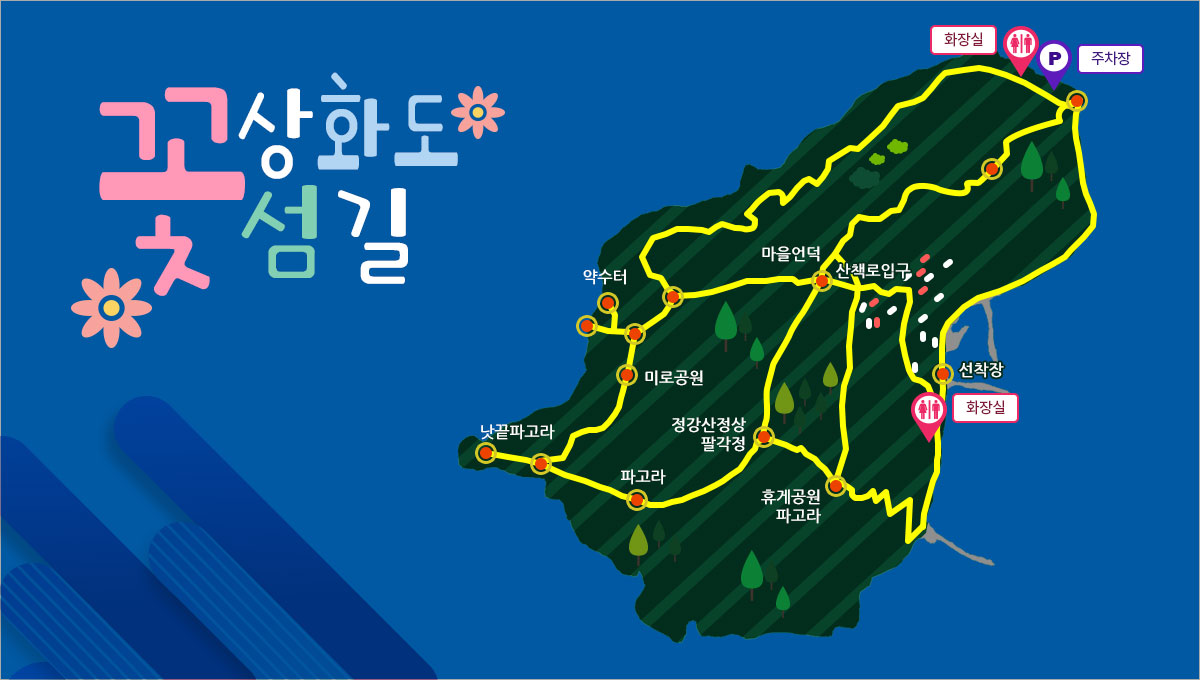 꽃상화도
섬길
화장실
P
주차장
마을언덕
산책로입구
약수터
미로공원
선착장
화장실
낫끝파고라
정강산정상
팔각정
파고라
휴게공원
파고라